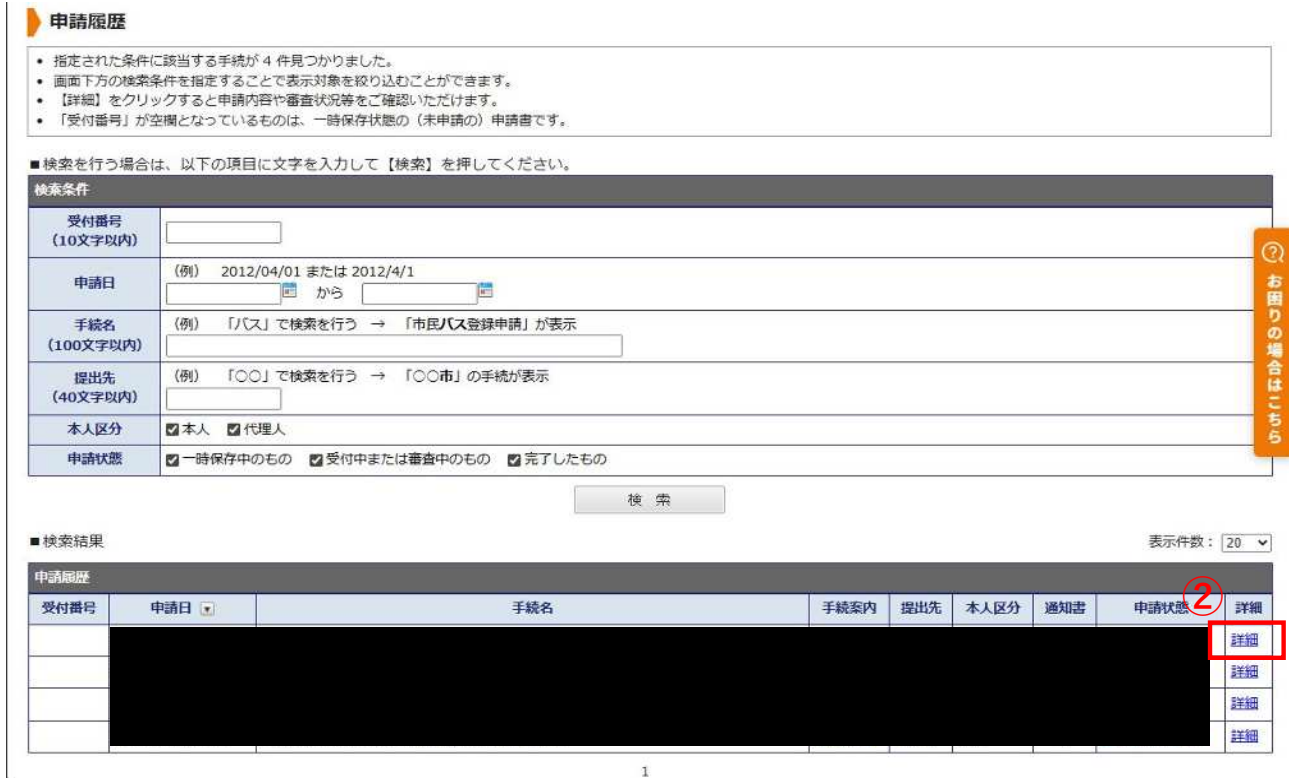 申請履歴
• 指定された条件に該当する手続が 4 件見つかりました。
• 画面下方の検索条件を指定することで表示対象を絞り込むことができます。
• 【詳細】をクリックすると申請内容や審査状況等をご確認いただけます。
• 「受付番号」が空欄となっているものは、一時保存状態の（未申請の）申請書です。
■検索を行う場合は、以下の項目に文字を入力して【検索】を押してください。
検索条件
受付番号
（10文字以内）
申請日
（例） 2012/04/01 または 2012/4/1
から
手続名
（100文字以内）
（例） 「バス」で検索を行う → 「市民バス登録申請」が表示
提出先
（40文字以内）
（例） 「○○」で検索を行う → 「○○市」の手続が表示
本人区分
本人 代理人
申請状態
一時保存中のもの 受付中または審査中のもの 完了したもの
検 索
お困りの場合はこちら
■検索結果
表示件数： 20
申請履歴
②
受付番号 申請日 手続名 手続案内 提出先 本人区分 通知書 申請状態 詳細
詳細
詳細
詳細
詳細
1